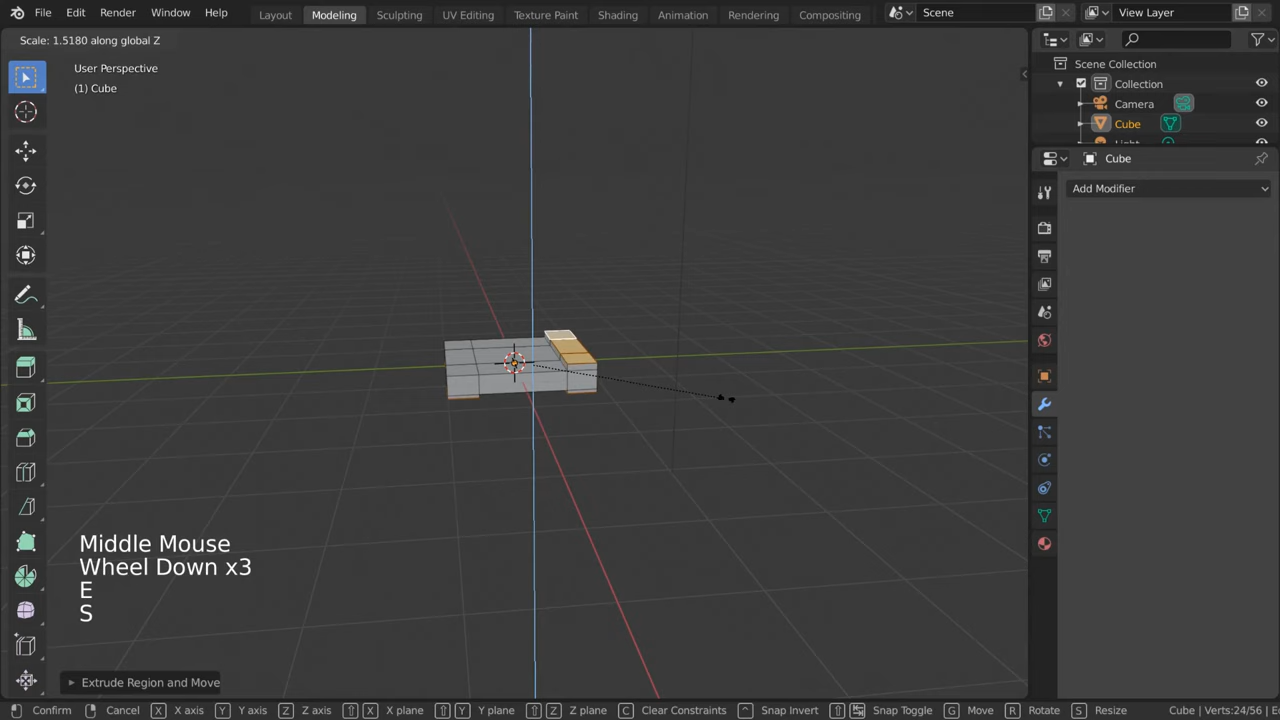 File Edit Render Window Help Layout Modeling Sculpting UV Editing Texture Paint Shading Animation Rendering Compositing Scene View Layer
Scale: 1.5180 along global Z
User Perspective
(1) Cube
Scene Collection
Collection
Camera
Cube
Cube
Add Modifier
Middle Mouse
Wheel Down x3
E
S
Extrude Region and Move
Confirm Cancel X X axis Y Y axis Z Z axis X X plane Y Y plane Z Z plane C Clear Constraints ^ Snap Invert Snap Toggle G Move R Rotate S Resize Cube | Verts:24/56 | E